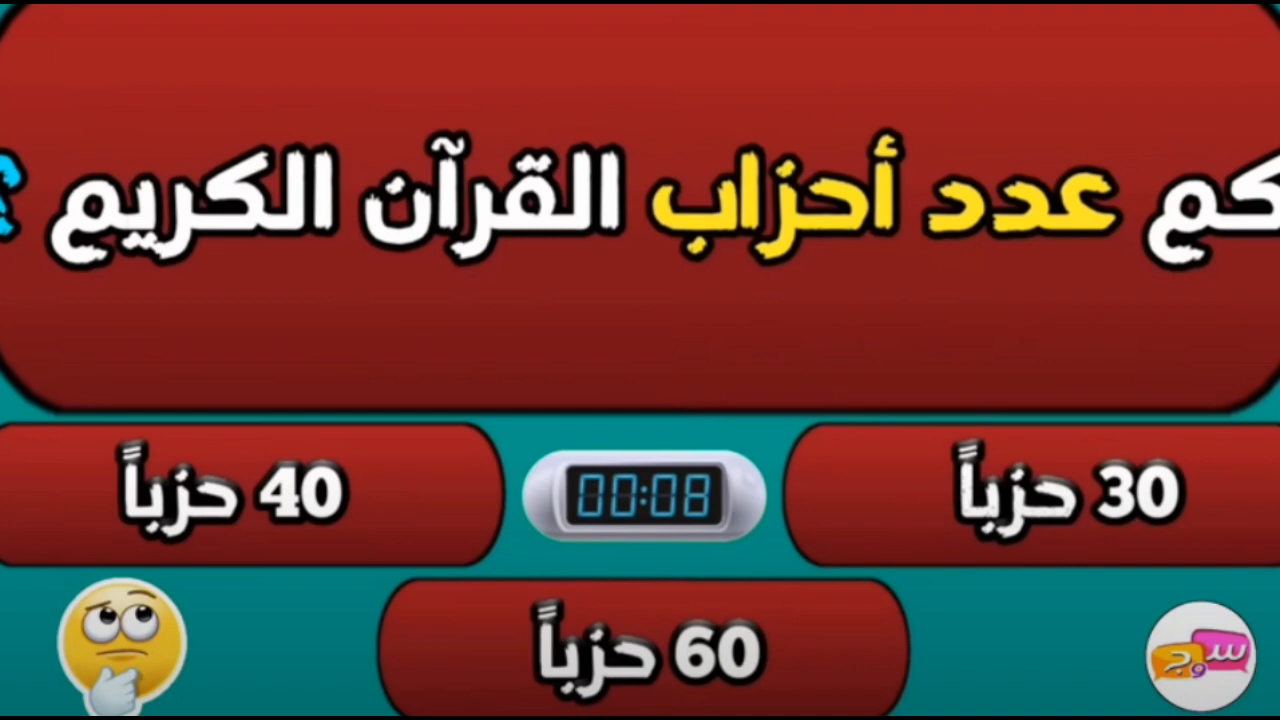 كم عدد أحزاب القرآن الكريم ؟
30 حزباً
00:08
40 حزباً
60 حزباً
س و ج